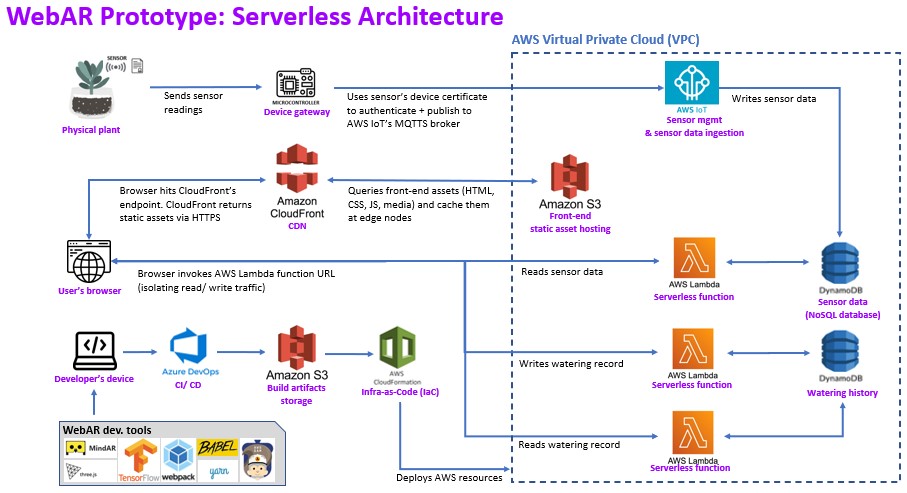 WebAR Prototype: Serverless Architecture
AWS Virtual Private Cloud (VPC)
SENSOR
Physical plant
Sends sensor
readings
MICROCONTROLLER
Device gateway
Uses sensor's device certificate
to authenticate + publish to
AWS IoT's MQTTS broker
AWS IoT
Sensor mgmt
& sensor data ingestion
Writes sensor data
Browser hits CloudFront's
endpoint. CloudFront returns
static assets via HTTPS
Amazon
CloudFront
CDN
Queries front-end assets (HTML,
CSS, JS, media) and cache them
at edge nodes
Amazon S3
Front-end
static asset hosting
User's browser
Browser invokes AWS Lambda function URL
(isolating read/ write traffic)
Reads sensor data
AWS Lambda
Serverless function
DynamoDB
Sensor data
(NoSQL database)
Developer's device
Azure DevOps
CI/ CD
Amazon S3
Build artifacts
storage
AWS
CloudFormation
Infra-as-Code (IaC)
Writes watering record
AWS Lambda
Serverless function
DynamoDB
Watering history
WebAR dev. tools
MindAR
three.js
TensorFlow
webpack
BABEL
yarn
Reads watering record
AWS Lambda
Serverless function
Deploys AWS resources